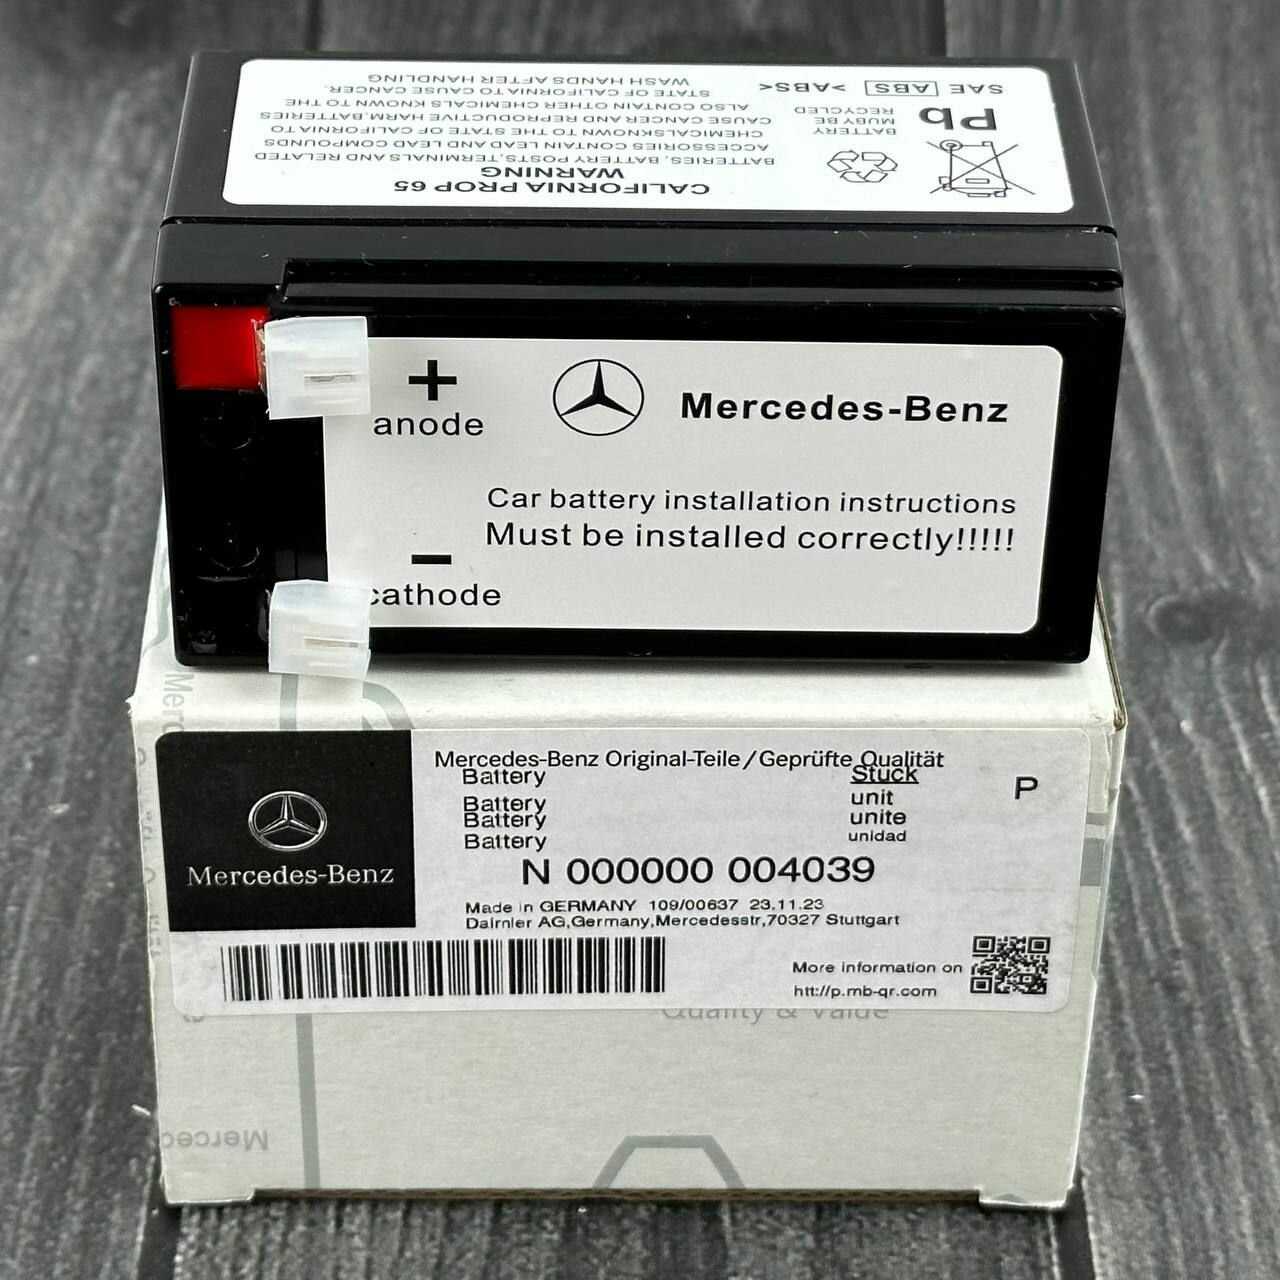 CALIFORNIA PROP 65
WARNING
BATTERIES, BATTERY POSTS,TERMINALS AND RELATED
ACCESSORIES CONTAIN LEAD AND LEAD COMPOUNDS
CHEMICALSKNOWN TO THE STATE OF CALIFORNIA TO
CAUSE CANCER AND REPRODUCTIVE HARM,BATTERIES
ALSO CONTAIN OTHER CHEMICALS KNOWN TO THE
STATE OF CALIFORNIA TO CAUSE CANCER.
WASH HANDS AFTER HANDLING
Pb
BATTERY
MUBY BE
RECYCLED
SAE ABS >ABS<
+
anode
Mercedes-Benz
Car battery installation instructions
Must be installed correctly!!!!!
-
cathode
Mercedes-Benz
Mercedes-Benz Original-Teile/Geprüfte Qualität
Battery Stuck
Battery unit
Battery unite
Battery unidad
P
N 000000 004039
Made in GERMANY 109/00637 23.11.23
Dairnler AG,Germany,Mercedesstr,70327 Stuttgart
More information on
htt://p.mb-qr.com
Quality & Value